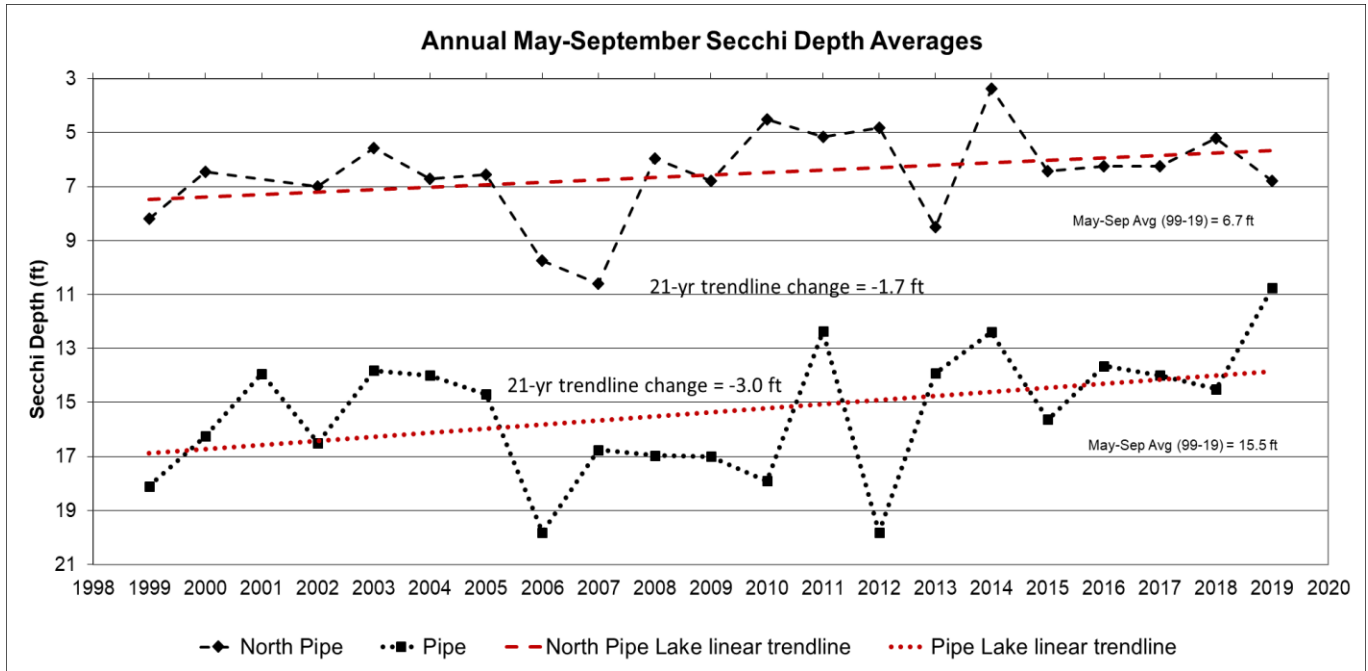 Annual May-September Secchi Depth Averages
Secchi Depth (ft)
3
5
7
9
11
13
15
17
19
21
May-Sep Avg (99-19) = 6.7 ft
21-yr trendline change = -1.7 ft
21-yr trendline change = -3.0 ft
May-Sep Avg (99-19) = 15.5 ft
1998 1999 2000 2001 2002 2003 2004 2005 2006 2007 2008 2009 2010 2011 2012 2013 2014 2015 2016 2017 2018 2019 2020
North Pipe Pipe North Pipe Lake linear trendline Pipe Lake linear trendline